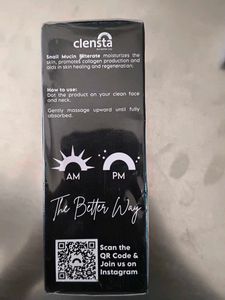 clensta
Snail Mucin Filterate moisturizes the
skin, promotes collagen production and
aids in skin healing and regeneration.
How to use:
Dot the product on your clean face
and neck.
Gently massage upward until fully
absorbed.
AM PM
The Better Way
Scan the
QR Code &
Join us on
Instagram